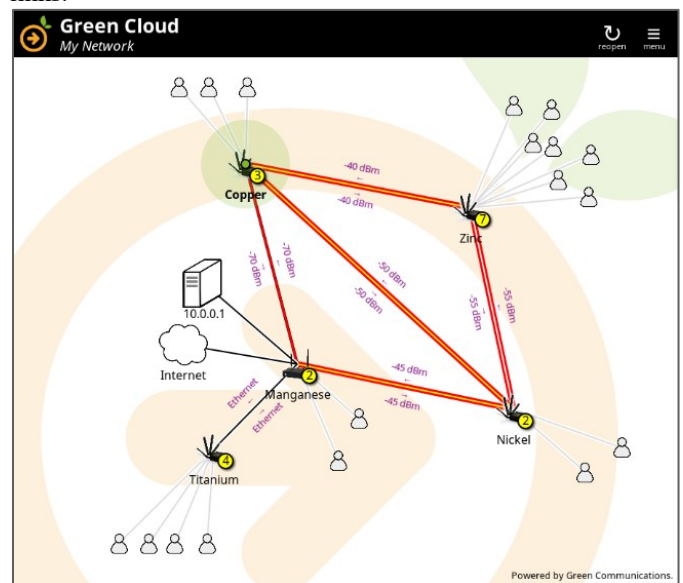 Green Cloud
My Network
reopen
menu
-40 dBm
-40 dBm
3
Copper
7
Zinc
-70 dBm
-70 dBm
-50 dBm
-50 dBm
-55 dBm
-55 dBm
10.0.0.1
Internet
-45 dBm
-45 dBm
2
Manganese
Ethernet
Ethernet
2
Nickel
4
Titanium
Powered by Green Communications.